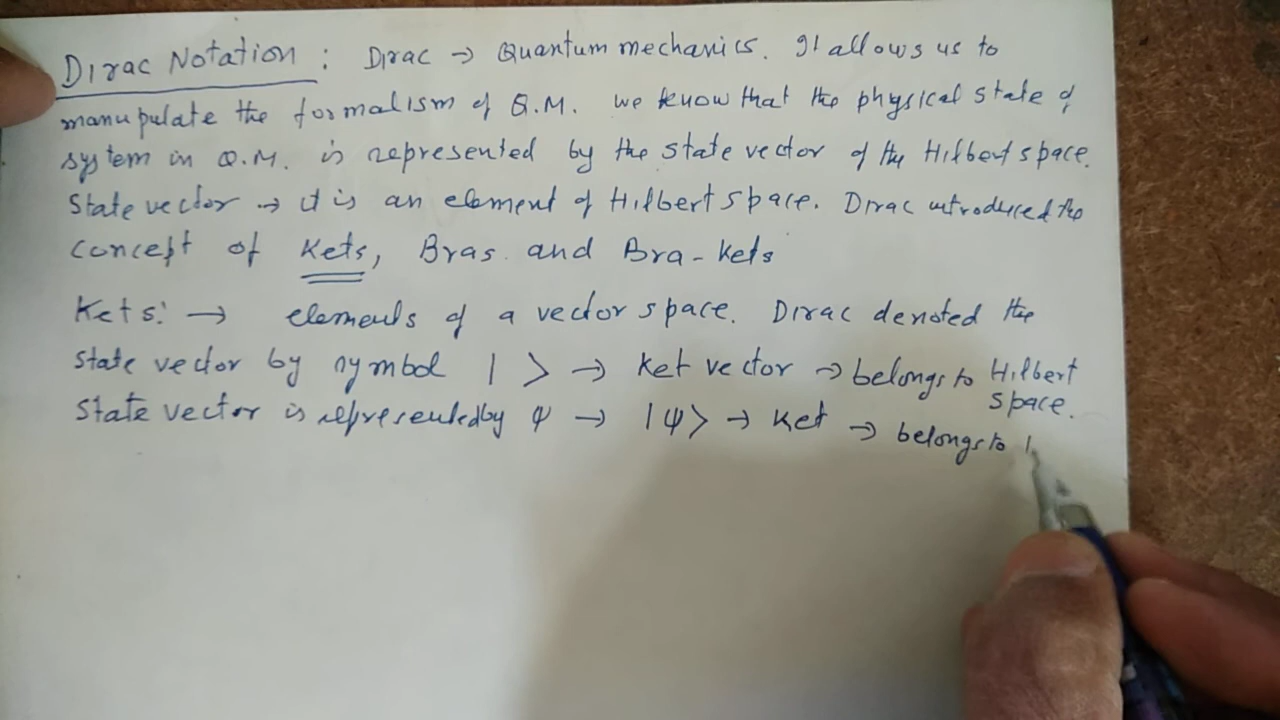 Dirac Notation : Dirac → Quantum mechanics. It allows us to
manupulate the formalism of Q.M. we know that the physical state of
system in Q.M. is represented by the state vector of the Hilbert space.
State vector → it is an element of Hilbert space. Dirac introduced the
concept of Kets, Bras and Bra-kets
Kets: → elements of a vector space. Dirac denoted the
state vector by symbol | > → ket vector → belongs to Hilbert
space.
State vector is represented by ψ → |ψ> → ket → belongs to